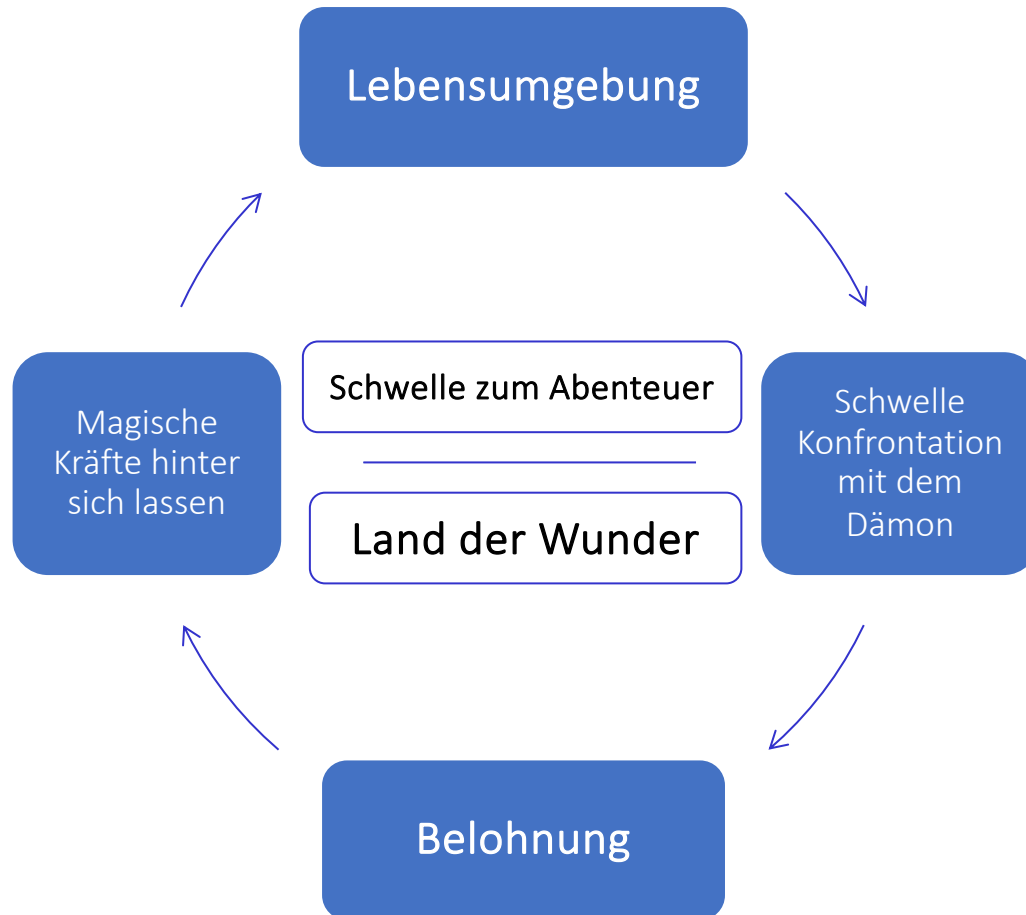 Lebensumgebung
Schwelle zum Abenteuer
Land der Wunder
Magische
Kräfte hinter
sich lassen
Schwelle
Konfrontation
mit dem
Dämon
Belohnung